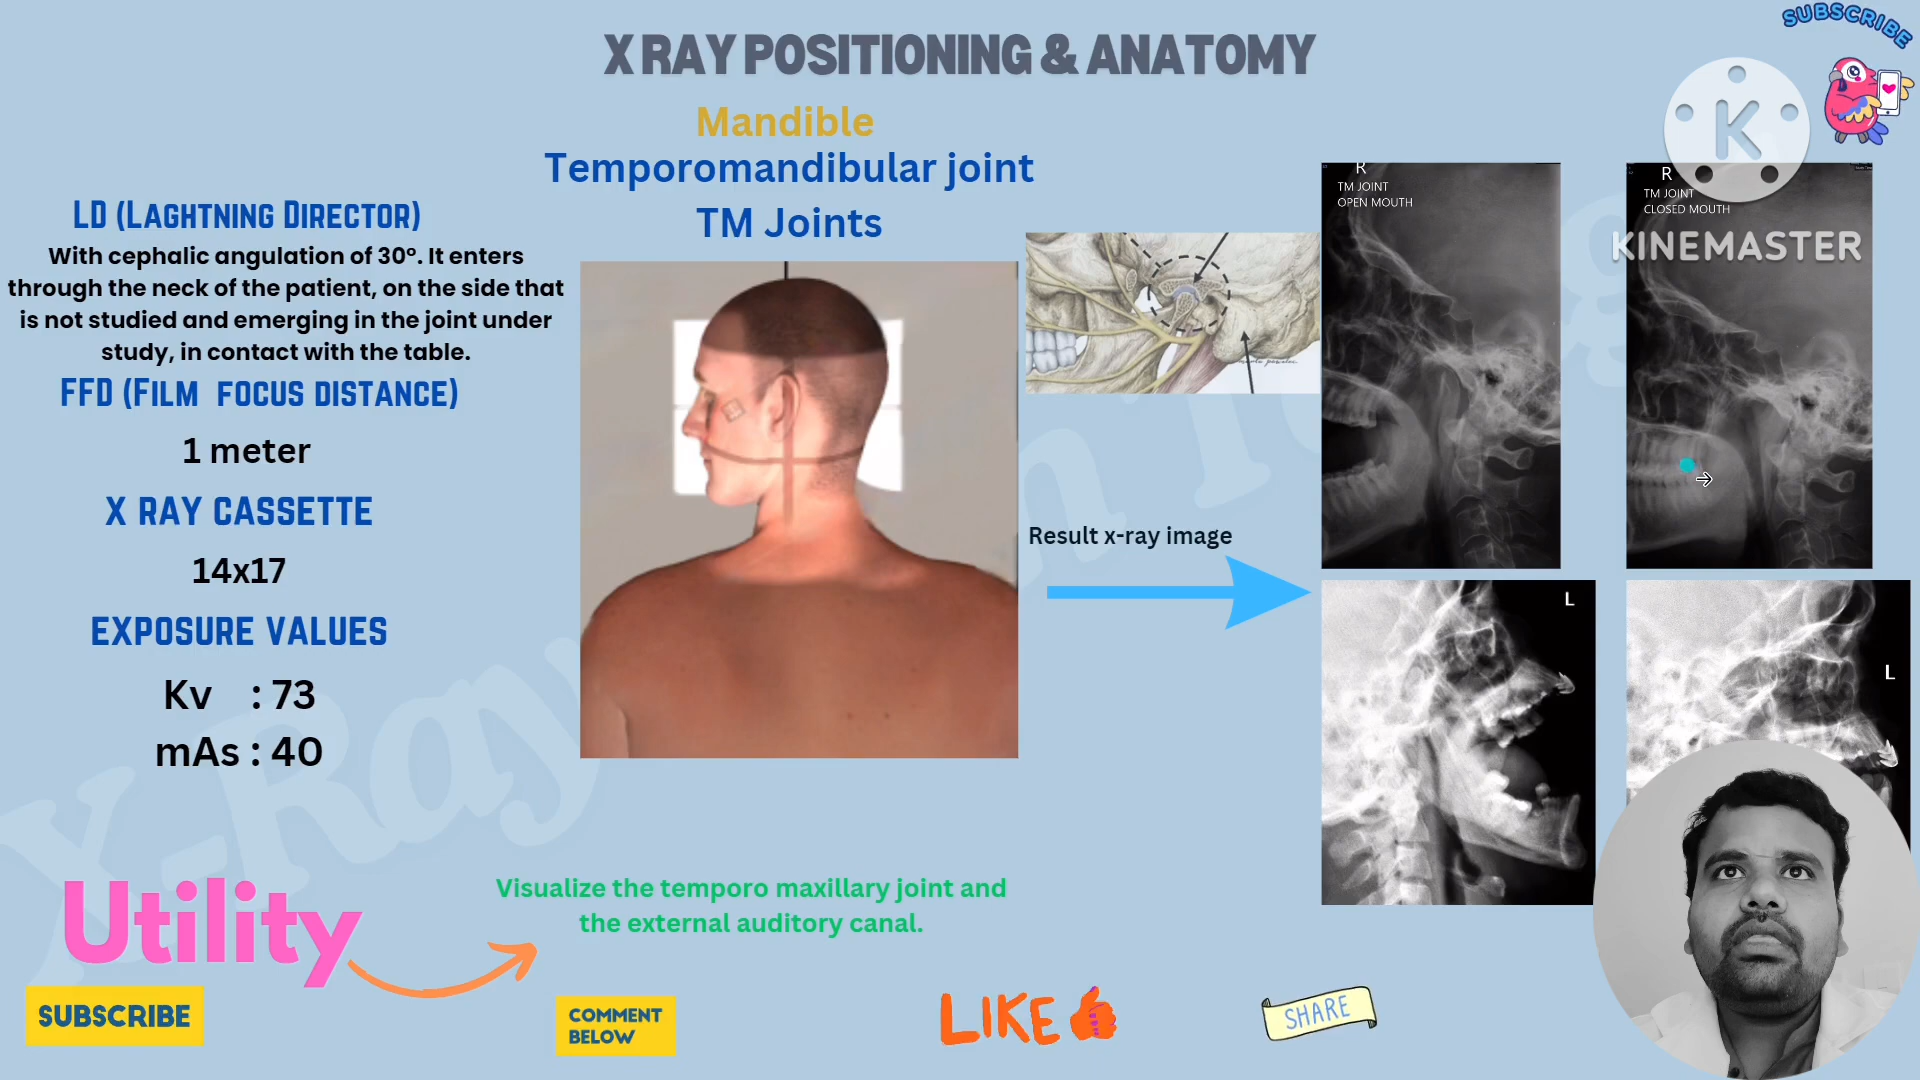 X RAY POSITIONING & ANATOMY
SUBSCRIBE
Mandible
Temporomandibular joint
TM Joints
LD (LAGHTNING DIRECTOR)
With cephalic angulation of 30°. It enters
through the neck of the patient, on the side that
is not studied and emerging in the joint under
study, in contact with the table.
FFD (FILM FOCUS DISTANCE)
1 meter
X RAY CASSETTE
14x17
EXPOSURE VALUES
Kv : 73
mAs : 40
R
TM JOINT
OPEN MOUTH
K
R
TM JOINT
CLOSED MOUTH
KINEMASTER
Result x-ray image
L
L
X-Ray
Utility
Visualize the temporo maxillary joint and
the external auditory canal.
SUBSCRIBE
COMMENT
BELOW
LIKE
SHARE